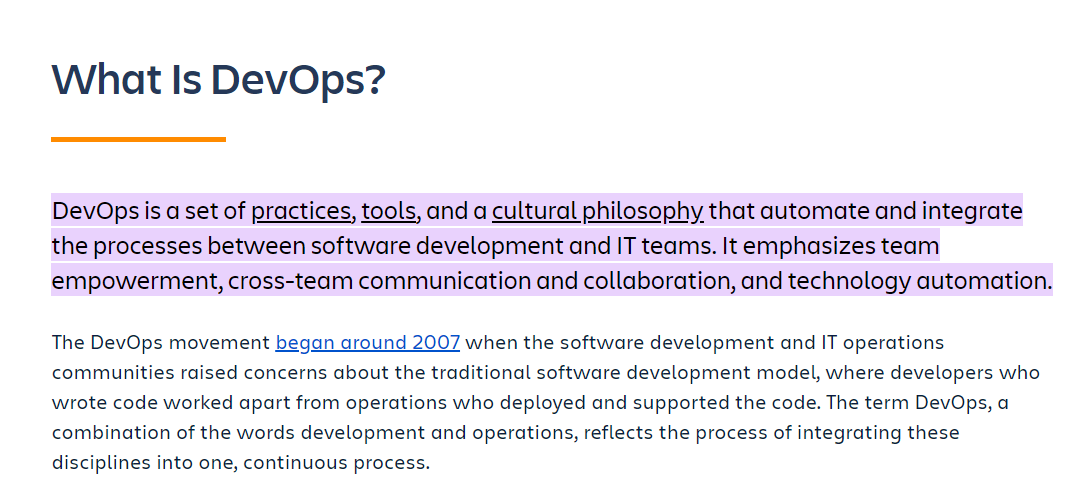 What Is DevOps?
DevOps is a set of practices, tools, and a cultural philosophy that automate and integrate
the processes between software development and IT teams. It emphasizes team
empowerment, cross-team communication and collaboration, and technology automation.
The DevOps movement began around 2007 when the software development and IT operations
communities raised concerns about the traditional software development model, where developers who
wrote code worked apart from operations who deployed and supported the code. The term DevOps, a
combination of the words development and operations, reflects the process of integrating these
disciplines into one, continuous process.